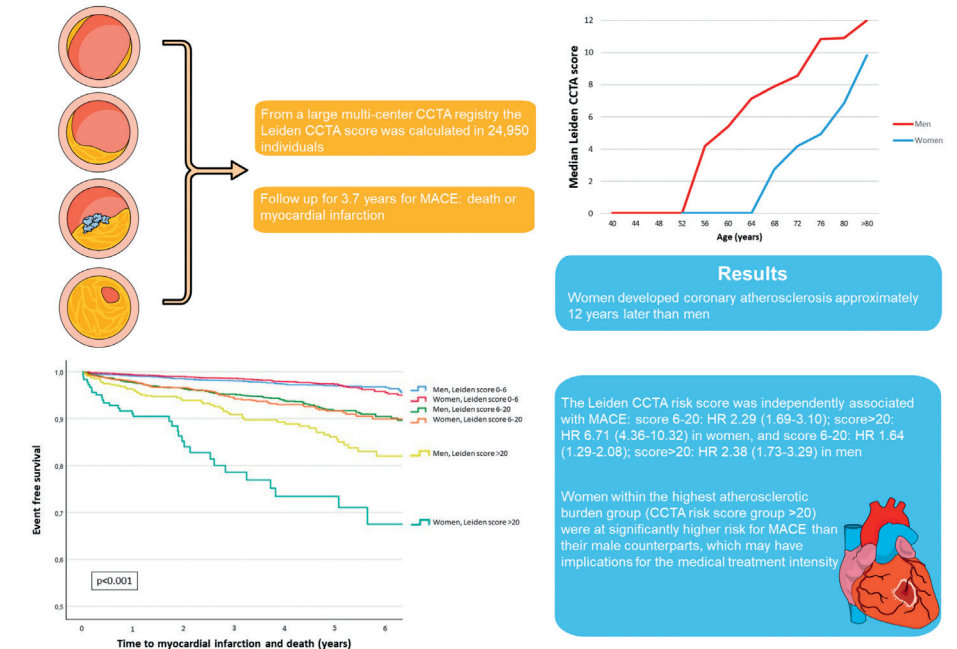 From a large multi-center CCTA registry the
Leiden CCTA score was calculated in 24,950
individuals
Follow up for 3.7 years for MACE: death or
myocardial infarction
Median Leiden CCTA score
12
10
8
6
4
2
0
40 44 48 52 56 60 64 68 72 76 80 >80
Age (years)
Men
Women
Results
Women developed coronary atherosclerosis approximately
12 years later than men
Event free survival
1,0
0,9
0,8
0,7
0,6
0,5
p<0.001
0 1 2 3 4 5 6
Time to myocardial infarction and death (years)
Men, Leiden score 0-6
Women, Leiden score 0-6
Men, Leiden score 6-20
Women, Leiden score 6-20
Men, Leiden score >20
Women, Leiden score >20
The Leiden CCTA risk score was independently associated
with MACE: score 6-20: HR 2.29 (1.69-3.10); score>20:
HR 6.71 (4.36-10.32) in women, and score 6-20: HR 1.64
(1.29-2.08); score>20: HR 2.38 (1.73-3.29) in men
Women within the highest atherosclerotic
burden group (CCTA risk score group >20)
were at significantly higher risk for MACE than
their male counterparts, which may have
implications for the medical treatment intensity